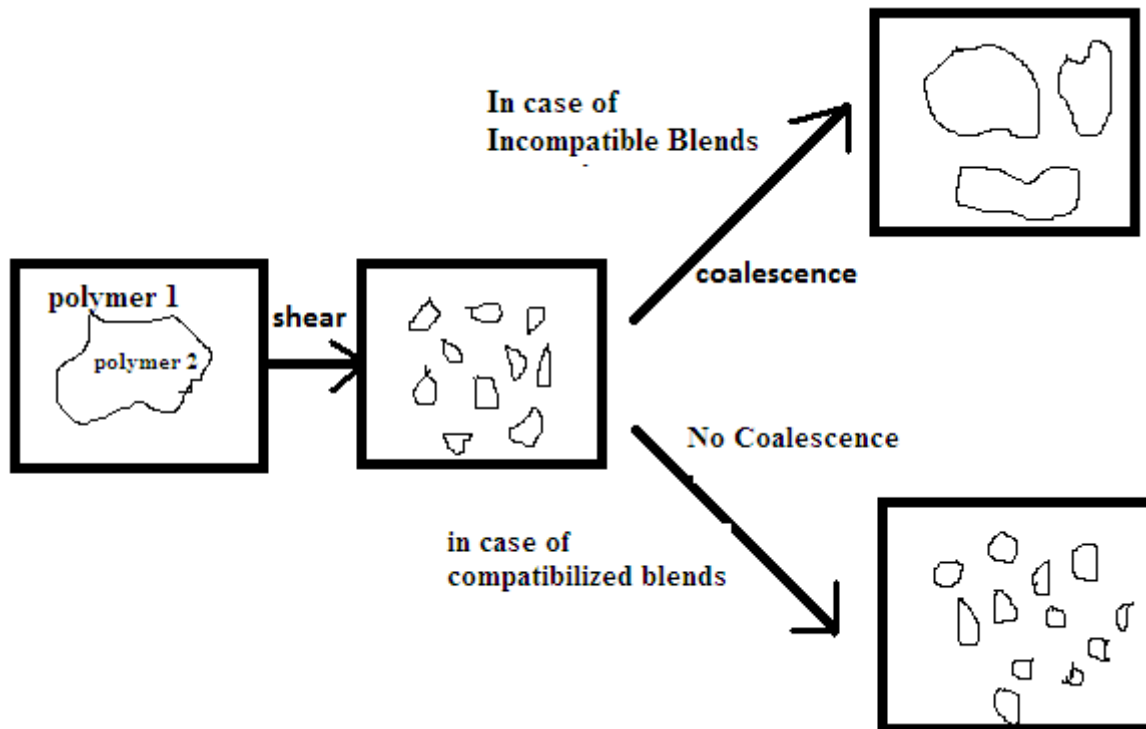 In case of
Incompatible Blends
coalescence
polymer 1
polymer 2
shear
No Coalescence
in case of
compatibilized blends